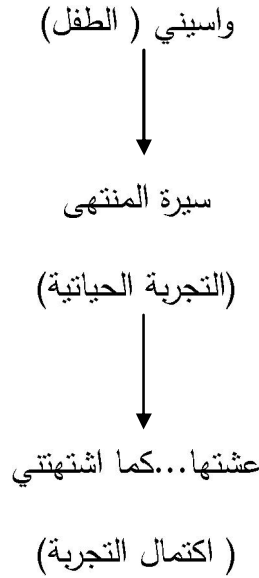 واسيني ( الطفل)
سيرة المنتهى
(التجربة الحياتية)
عشتها...كما اشتهتني
( اكتمال التجربة)